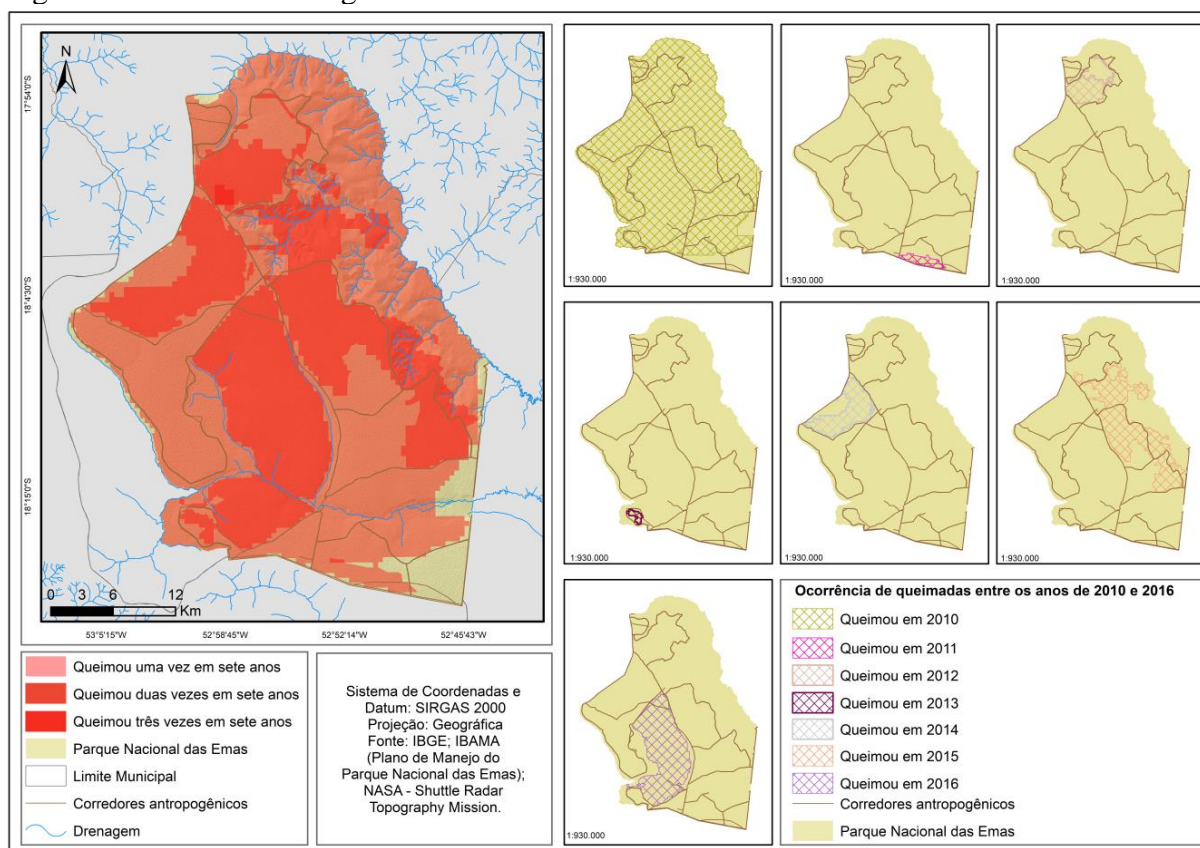 N
17°54'0"S
18°4'30"S
18°15'0"S
0 3 6 12
Km
53°5'15"W 52°58'45"W 52°52'14"W 52°45'43"W
Queimou uma vez em sete anos
Queimou duas vezes em sete anos
Queimou três vezes em sete anos
Parque Nacional das Emas
Limite Municipal
Corredores antropogênicos
Drenagem
Sistema de Coordenadas e
Datum: SIRGAS 2000
Projeção: Geográfica
Fonte: IBGE; IBAMA
(Plano de Manejo do
Parque Nacional das Emas);
NASA - Shuttle Radar
Topography Mission.
1:930.000
1:930.000
1:930.000
1:930.000
1:930.000
1:930.000
1:930.000
Ocorrência de queimadas entre os anos de 2010 e 2016
Queimou em 2010
Queimou em 2011
Queimou em 2012
Queimou em 2013
Queimou em 2014
Queimou em 2015
Queimou em 2016
Corredores antropogênicos
Parque Nacional das Emas